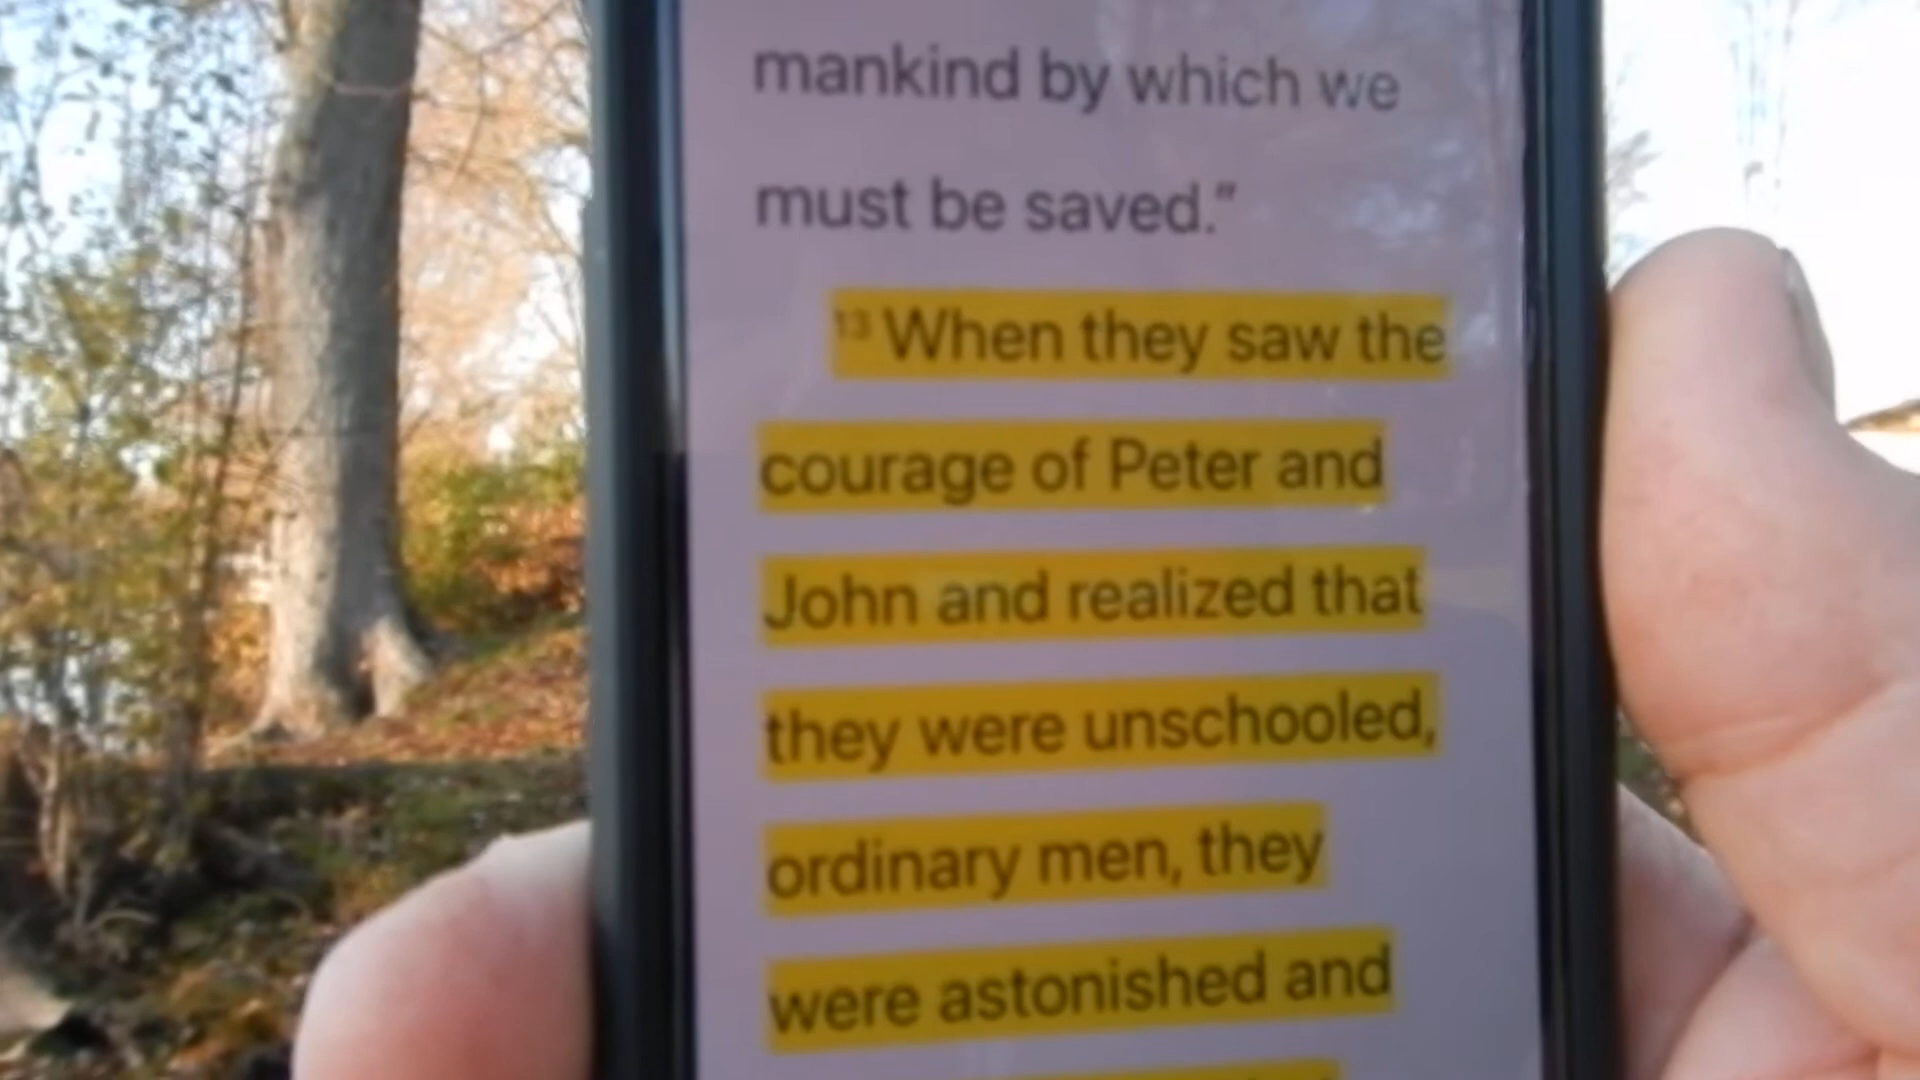 mankind by which we
must be saved.”
13 When they saw the
courage of Peter and
John and realized that
they were unschooled,
ordinary men, they
were astonished and